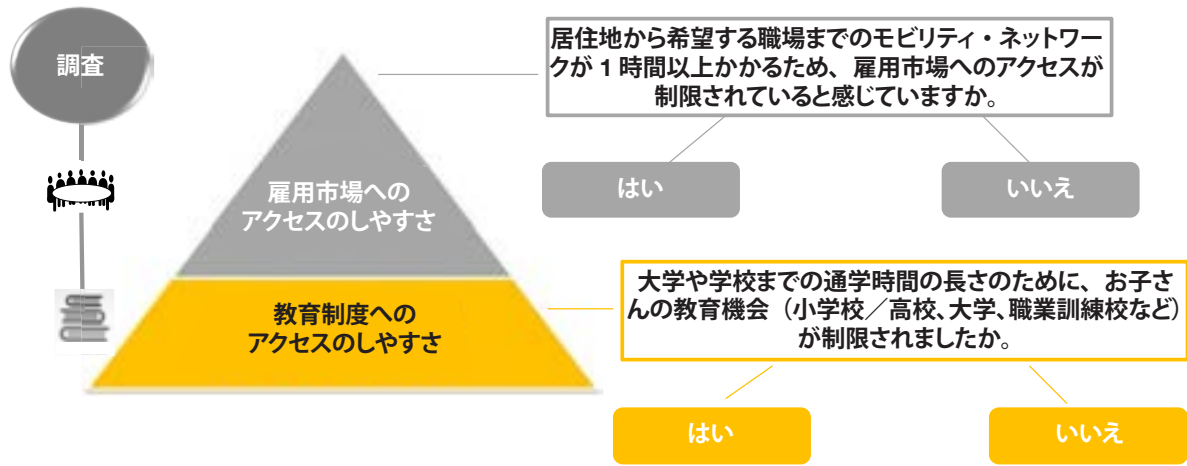 調査
居住地から希望する職場までのモビリティ・ネットワー
クが 1 時間以上かかるため、雇用市場へのアクセスが
制限されていると感じていますか。
はい
いいえ
雇用市場への
アクセスのしやすさ
大学や学校までの通学時間の長さのために、お子さ
んの教育機会（小学校／高校、大学、職業訓練校など）
が制限されましたか。
教育制度への
アクセスのしやすさ
はい
いいえ